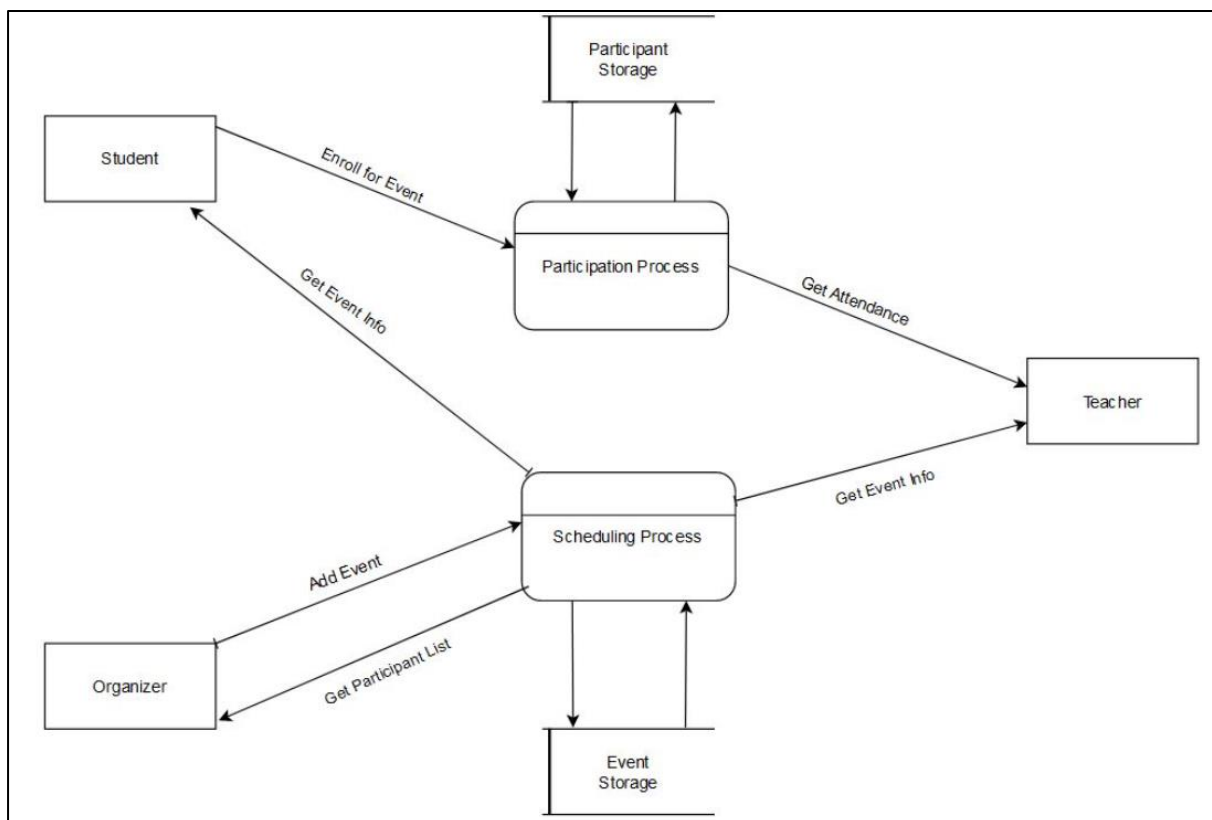 Participant
Storage
Student
Enroll for Event
Participation Process
Get Event Info
Get Attendance
Teacher
Get Event Info
Scheduling Process
Add Event
Get Participant List
Organizer
Event
Storage